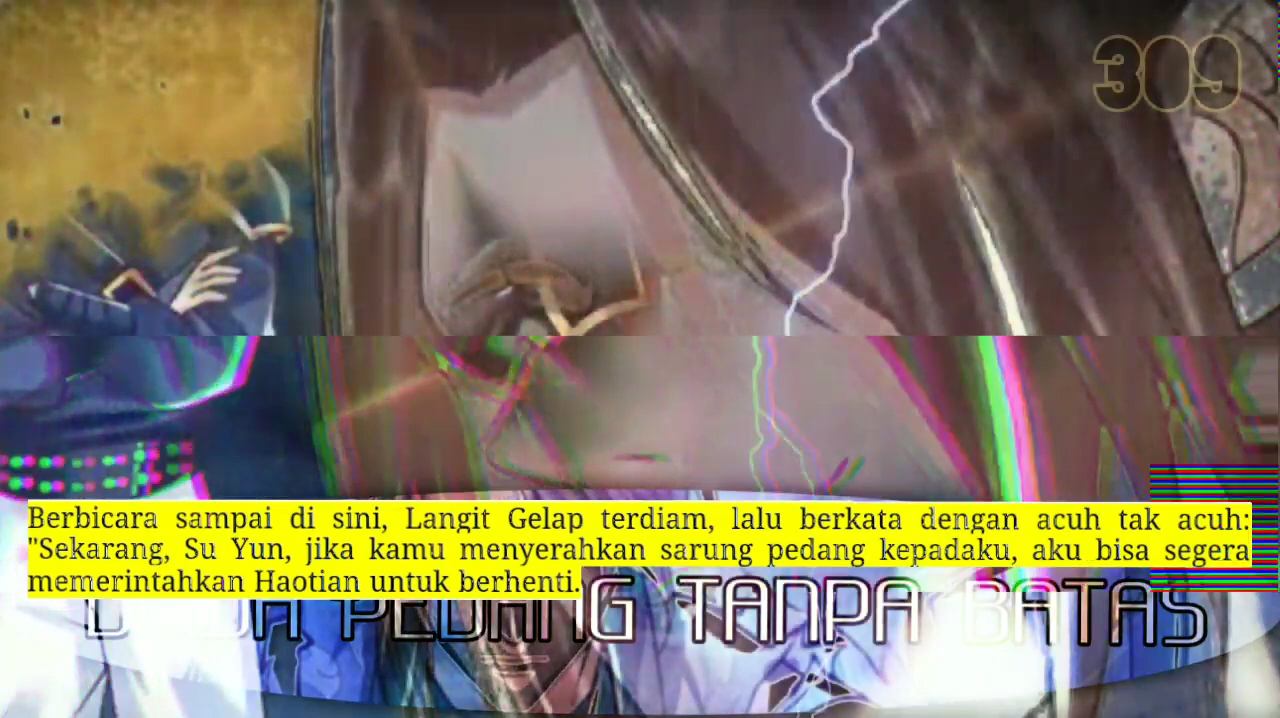 309
Berbicara sampai di sini, Langit Gelap terdiam, lalu berkata dengan acuh tak acuh:
"Sekarang, Su Yun, jika kamu menyerahkan sarung pedang kepadaku, aku bisa segera
memerintahkan Haotian untuk berhenti.
PEDANG TANPA BATAS